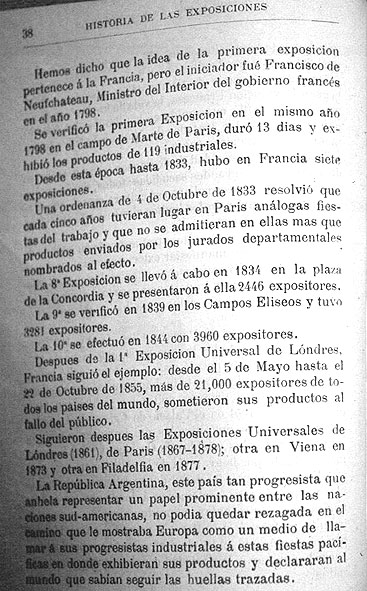 38 HISTORIA DE LAS EXPOSICIONES
Hemos dicho que la idea de la primera exposicion
pertenece á la Francia, pero el iniciador fué Francisco de
Neufchateau, Ministro del Interior del gobierno francés
en el año 1798.
Se verificó la primera Exposicion en el mismo año
1798 en el campo de Marte de Paris, duró 13 dias y ex-
hibió los productos de 119 industriales.
Desde esta época hasta 1833, hubo en Francia siete
exposiciones.
Una ordenanza de 4 de Octubre de 1833 resolvió que
cada cinco años tuvieran lugar en Paris análogas fies-
tas del trabajo y que no se admitieran en ellas mas que
productos enviados por los jurados departamentales
nombrados al efecto.
La 8ª Exposicion se llevó á cabo en 1834 en la plaza
de la Concordia y se presentaron á ella 2446 expositores.
La 9ª se verificó en 1839 en los Campos Eliseos y tuvo
3281 expositores.
La 10ª se efectuó en 1844 con 3960 expositores.
Despues de la 1ª Exposicion Universal de Lóndres,
Francia siguió el ejemplo: desde el 5 de Mayo hasta el
22 de Octubre de 1855, más de 21,000 expositores de to-
dos los paises del mundo, sometieron sus productos al
fallo del público.
Siguieron despues las Exposiciones Universales de
Lóndres (1861), de Paris (1867-1878); otra en Viena en
1873 y otra en Filadelfia en 1877.
La República Argentina, este país tan progresista que
anhela representar un papel prominente entre las na-
ciones sud-americanas, no podia quedar rezagada en el
camino que le mostraba Europa como un medio de lla-
mar á sus progresistas industriales á estas fiestas pací-
ficas en donde exhibieran sus productos y declararan al
mundo que sabían seguir las huellas trazadas.